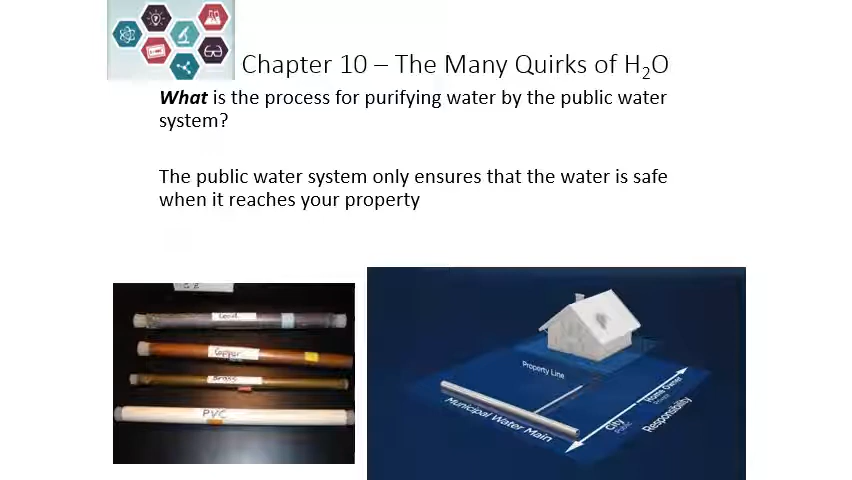 Chapter 10 – The Many Quirks of H₂O
What is the process for purifying water by the public water
system?
The public water system only ensures that the water is safe
when it reaches your property
Lead
Copper
Brass
PVC
Property Line
Municipal Water Main
City
Public
Home Owner
Private
Responsibility